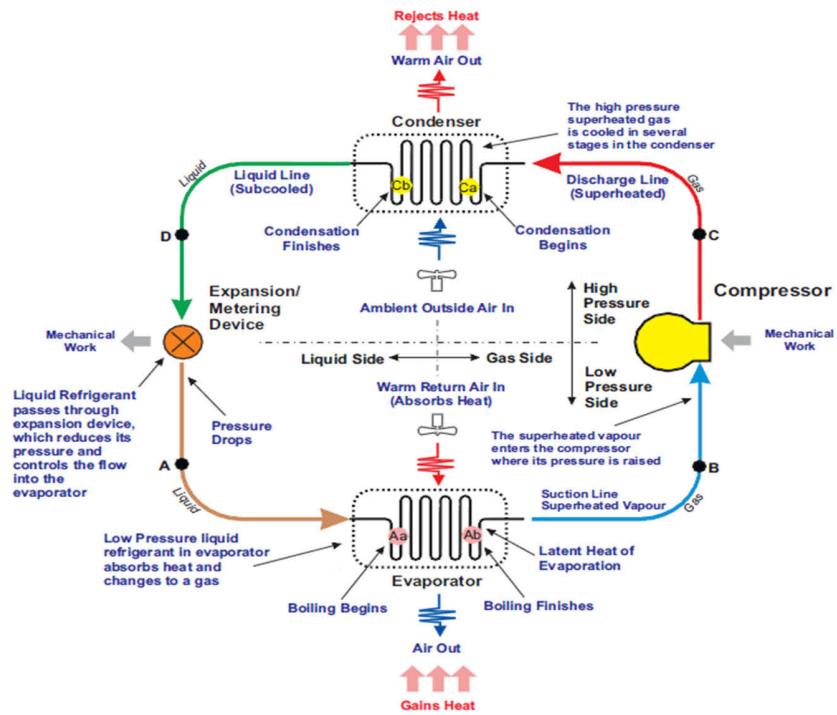 Rejects Heat
Warm Air Out
Condenser
The high pressure
superheated gas
is cooled in several
stages in the condenser
Liquid
Liquid Line
(Subcooled)
Cb
Ca
Discharge Line
(Superheated)
Gas
Condensation
Finishes
Condensation
Begins
D
C
Expansion/
Metering
Device
Ambient Outside Air In
High
Pressure
Side
Compressor
Mechanical
Work
Liquid Side
Gas Side
Mechanical
Work
Low
Pressure
Side
Warm Return Air In
(Absorbs Heat)
Liquid Refrigerant
passes through
expansion device,
which reduces its
pressure and
controls the flow
into the
evaporator
Pressure
Drops
The superheated vapour
enters the compressor
where its pressure is raised
A
B
Liquid
Suction Line
Superheated Vapour
Gas
Low Pressure liquid
refrigerant in evaporator
absorbs heat and
changes to a gas
Aa
Ab
Latent Heat of
Evaporation
Evaporator
Boiling Begins
Boiling Finishes
Air Out
Gains Heat